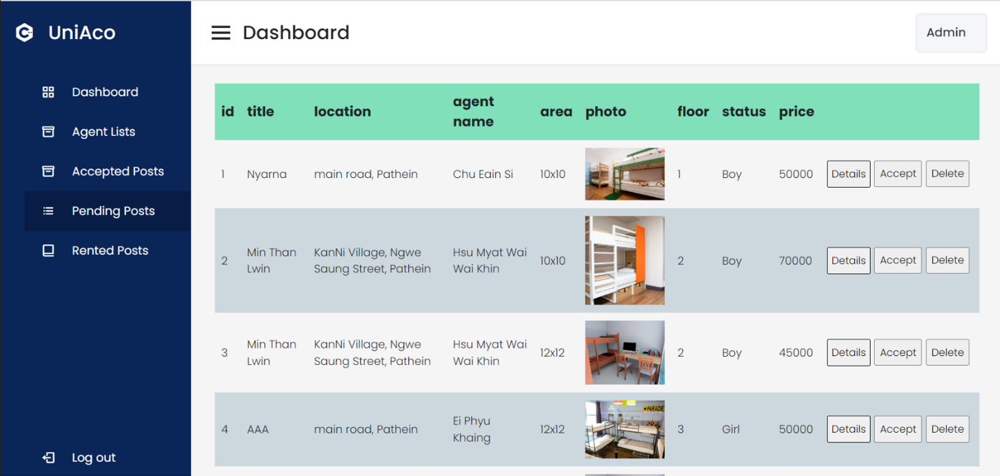 UniAco
Dashboard
Admin
Dashboard
Agent Lists
Accepted Posts
Pending Posts
Rented Posts
Log out
id title location agent name area photo floor status price
1 Nyarna main road, Pathein Chu Eain Si 10x10 1 Boy 50000 Details Accept Delete
2 Min Than Lwin KanNi Village, Ngwe Saung Street, Pathein Hsu Myat Wai Wai Khin 10x10 2 Boy 70000 Details Accept Delete
3 Min Than Lwin KanNi Village, Ngwe Saung Street, Pathein Hsu Myat Wai Wai Khin 12x12 2 Boy 45000 Details Accept Delete
4 AAA main road, Pathein Ei Phyu Khaing 12x12 PARADE 3 Girl 50000 Details Accept Delete